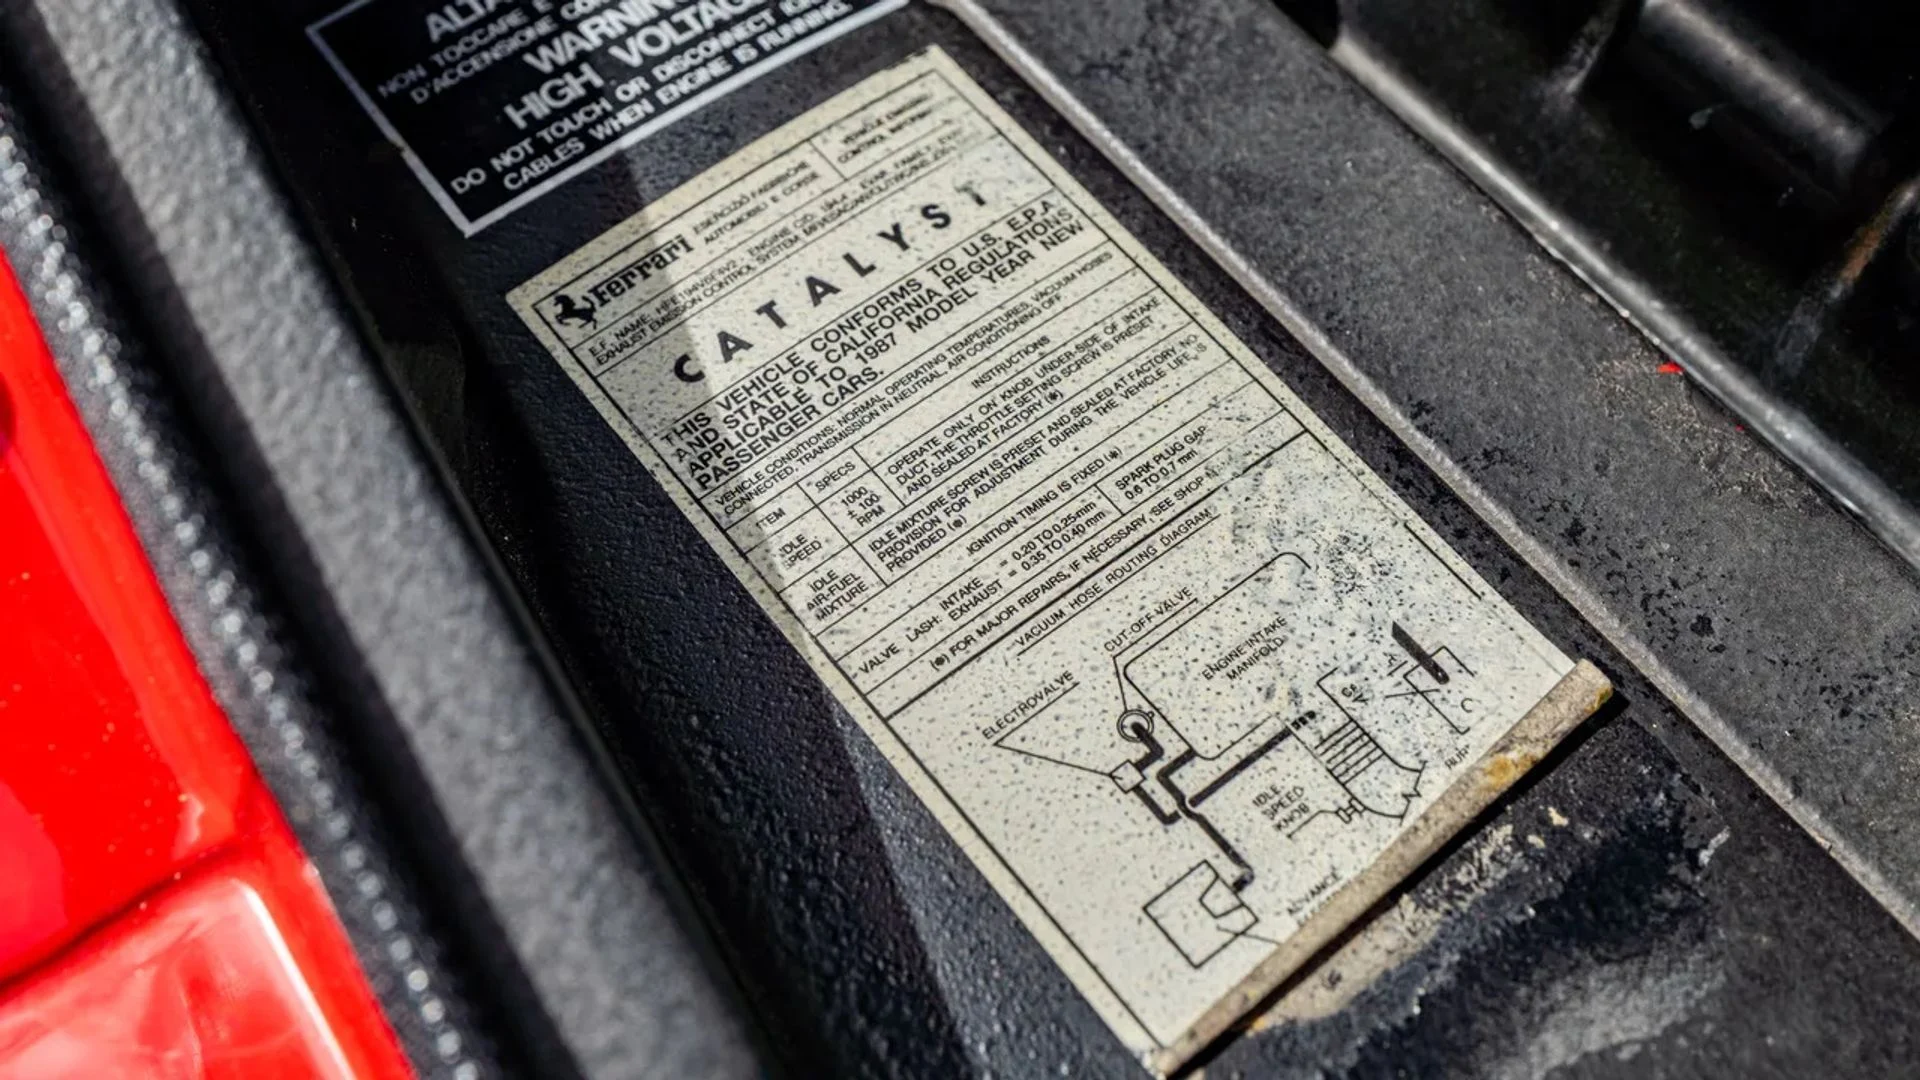 ALTA
NON TOCCARE E
D'ACCENSIONE CO
WARNING
HIGH VOLTAGE
DO NOT TOUCH OR DISCONNECT
CABLES WHEN ENGINE IS RUNNING.
Ferrari
ESERCIZIO FABBRICHE
AUTOMOBILI E CORSE
VEHICLE EMISSION
CONTROL INFORMATION
E.F. NAME: ENGINE CID EVAP. FAMILY
EXHAUST EMISSION CONTROL SYSTEM
CATALYST
THIS VEHICLE CONFORMS TO U.S. E.P.A
AND STATE OF CALIFORNIA REGULATIONS
APPLICABLE TO 1987 MODEL YEAR NEW
PASSENGER CARS.
VEHICLE CONDITIONS: NORMAL OPERATING TEMPERATURES, VACUUM HOSES
CONNECTED, TRANSMISSION IN NEUTRAL, AIR CONDITIONING OFF
ITEM
SPECS
INSTRUCTIONS
IDLE
SPEED
1000
± 100
RPM
OPERATE ONLY ON KNOB UNDER-SIDE OF INTAKE
DUCT THE THROTTLE SETTING SCREW IS PRESET
AND SEALED AT FACTORY (●)
IDLE
AIR-FUEL
MIXTURE
IDLE MIXTURE SCREW IS PRESET AND SEALED AT FACTORY NO
PROVISION FOR ADJUSTMENT DURING THE VEHICLE LIFE, IS
PROVIDED (●)
IGNITION TIMING IS FIXED (●)
VALVE LASH: INTAKE = 0.20 TO 0.25 mm
EXHAUST = 0.35 TO 0.40 mm
SPARK PLUG GAP
0.6 TO 0.7 mm
(●) FOR MAJOR REPAIRS, IF NECESSARY, SEE SHOP
VACUUM HOSE ROUTING DIAGRAM
ELECTROVALVE
CUT-OFF VALVE
ENGINE INTAKE
MANIFOLD
IDLE
SPEED
KNOB
C
ADVANCE